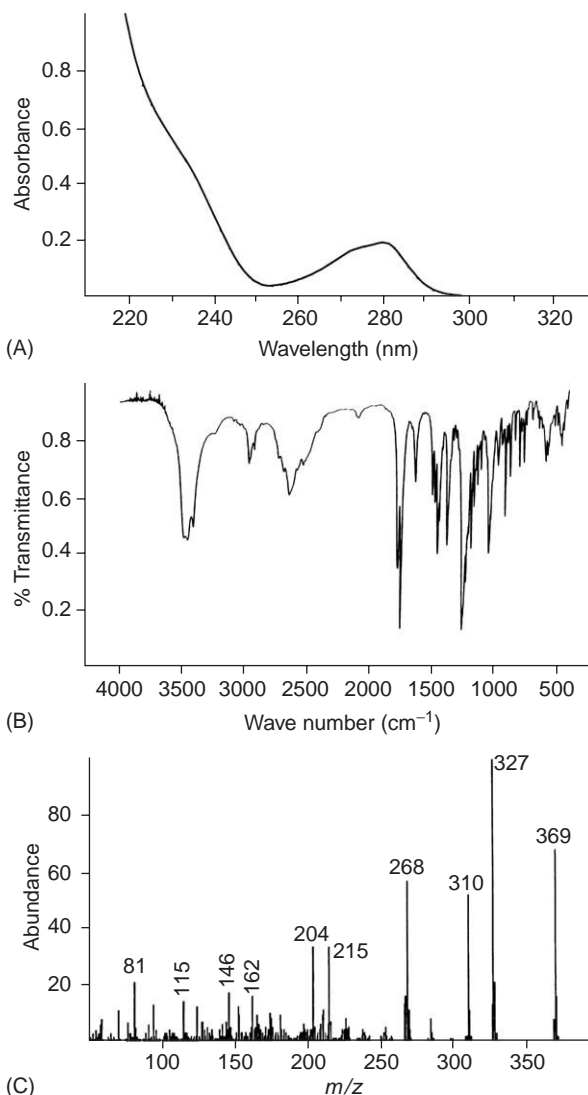 Absorbance
0.8
0.6
0.4
0.2
220 240 260 280 300 320
(A)
Wavelength (nm)
% Transmittance
0.8
0.6
0.4
0.2
4000 3500 3000 2500 2000 1500 1000 500
(B)
Wave number (cm⁻¹)
Abundance
80
60
40
20
81
115
146
162
204
215
268
310
327
369
100 150 200 250 300 350
(C)
m/z